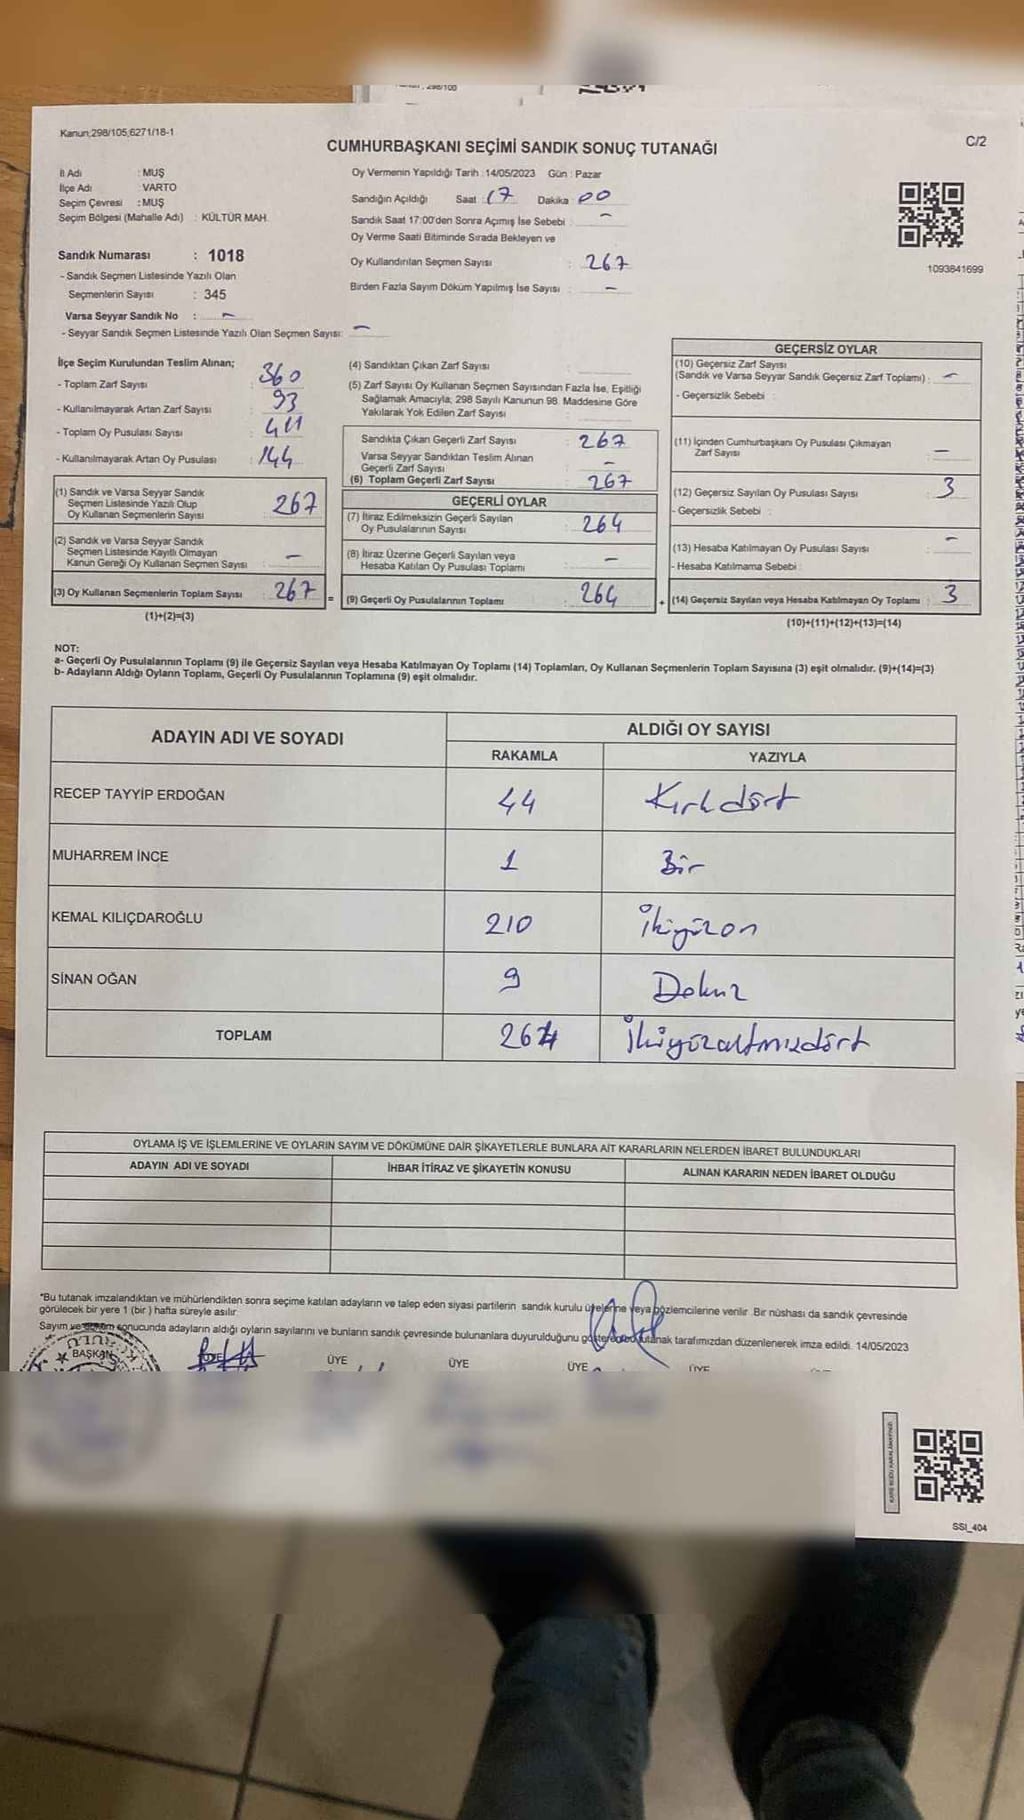 Kanun;298/105,6271/18-1
CUMHURBAŞKANI SEÇİMİ SANDIK SONUÇ TUTANAĞI
C/2
İl Adı : MUŞ
İlçe Adı : VARTO
Seçim Çevresi : MUŞ
Seçim Bölgesi (Mahalle Adı) : KÜLTÜR MAH.
Sandık Numarası : 1018
- Sandık Seçmen Listesinde Yazılı Olan
Seçmenlerin Sayısı : 345
Varsa Seyyar Sandık No : -
- Seyyar Sandık Seçmen Listesinde Yazılı Olan Seçmen Sayısı: -
Oy Vermenin Yapıldığı Tarih : 14/05/2023 Gün : Pazar
Sandığın Açıldığı Saat : 17 Dakika : 00
Sandık Saat 17:00'den Sonra Açımış İse Sebebi : -
Oy Verme Saati Bitiminde Sırada Bekleyen ve
Oy Kullandırılan Seçmen Sayısı : 267
Birden Fazla Sayım Döküm Yapılmış İse Sayısı : -
1093841699
İlçe Seçim Kurulundan Teslim Alınan;
- Toplam Zarf Sayısı : 360
- Kullanılmayarak Artan Zarf Sayısı : 93
- Toplam Oy Pusulası Sayısı : 411
- Kullanılmayarak Artan Oy Pusulası : 144
(1) Sandık ve Varsa Seyyar Sandık
Seçmen Listesinde Yazılı Olup
Oy Kullanan Seçmenlerin Sayısı : 267
(2) Sandık ve Varsa Seyyar Sandık
Seçmen Listesinde Kayıtlı Olmayan
Kanun Gereği Oy Kullanan Seçmen Sayısı : -
(3) Oy Kullanan Seçmenlerin Toplam Sayısı : 267 =
(1)+(2)=(3)
(4) Sandıktan Çıkan Zarf Sayısı :
(5) Zarf Sayısı Oy Kullanan Seçmen Sayısından Fazla İse, Eşitliği
Sağlamak Amacıyla; 298 Sayılı Kanunun 98. Maddesine Göre
Yakılarak Yok Edilen Zarf Sayısı :
Sandıkta Çıkan Geçerli Zarf Sayısı : 267
Varsa Seyyar Sandıktan Teslim Alınan
Geçerli Zarf Sayısı : -
(6) Toplam Geçerli Zarf Sayısı : 267
GEÇERLİ OYLAR
(7) İtiraz Edilmeksizin Geçerli Sayılan
Oy Pusulalarının Sayısı : 264
(8) İtiraz Üzerine Geçerli Sayılan veya
Hesaba Katılan Oy Pusulası Toplamı : -
(9) Geçerli Oy Pusulalarının Toplamı : 264 +
GEÇERSİZ OYLAR
(10) Geçersiz Zarf Sayısı
(Sandık ve Varsa Seyyar Sandık Geçersiz Zarf Toplamı) : -
- Geçersizlik Sebebi :
(11) İçinden Cumhurbaşkanı Oy Pusulası Çıkmayan
Zarf Sayısı : -
(12) Geçersiz Sayılan Oy Pusulası Sayısı : 3
- Geçersizlik Sebebi :
(13) Hesaba Katılmayan Oy Pusulası Sayısı : -
- Hesaba Katılmama Sebebi :
(14) Geçersiz Sayılan veya Hesaba Katılmayan Oy Toplamı : 3
(10)+(11)+(12)+(13)=(14)
NOT:
a- Geçerli Oy Pusulalarının Toplamı (9) ile Geçersiz Sayılan veya Hesaba Katılmayan Oy Toplamı (14) Toplamları, Oy Kullanan Seçmenlerin Toplam Sayısına (3) eşit olmalıdır. (9)+(14)=(3)
b- Adayların Aldığı Oyların Toplamı, Geçerli Oy Pusulalarının Toplamına (9) eşit olmalıdır.
ADAYIN ADI VE SOYADI
ALDIĞI OY SAYISI
RAKAMLA YAZIYLA
RECEP TAYYİP ERDOĞAN 44 Kırkdört
MUHARREM İNCE 1 Bir
KEMAL KILIÇDAROĞLU 210 İkiyüzon
SİNAN OĞAN 9 Dokuz
TOPLAM 264 İkiyüzaltmışdört
OYLAMA İŞ VE İŞLEMLERİNE VE OYLARIN SAYIM VE DÖKÜMÜNE DAİR ŞİKAYETLERLE BUNLARA AİT KARARLARIN NELERDEN İBARET BULUNDUKLARI
ADAYIN ADI VE SOYADI İHBAR İTİRAZ VE ŞİKAYETİN KONUSU ALINAN KARARIN NEDEN İBARET OLDUĞU
*Bu tutanak imzalandıktan ve mühürlendikten sonra seçime katılan adayların ve talep eden siyasi partilerin sandık kurulu üyelerine veya gözlemcilerine verilir. Bir nüshası da sandık çevresinde
görülecek bir yere 1 (bir) hafta süreyle asılır.
Sayım ve döküm sonucunda adayların aldığı oyların sayılarını ve bunların sandık çevresinde bulunanlara duyurulduğunu gösteren bu tutanak tarafımızdan düzenlenerek imza edildi. 14/05/2023
BAŞKAN ÜYE ÜYE ÜYE ÜYE ÜYE
SSI_404